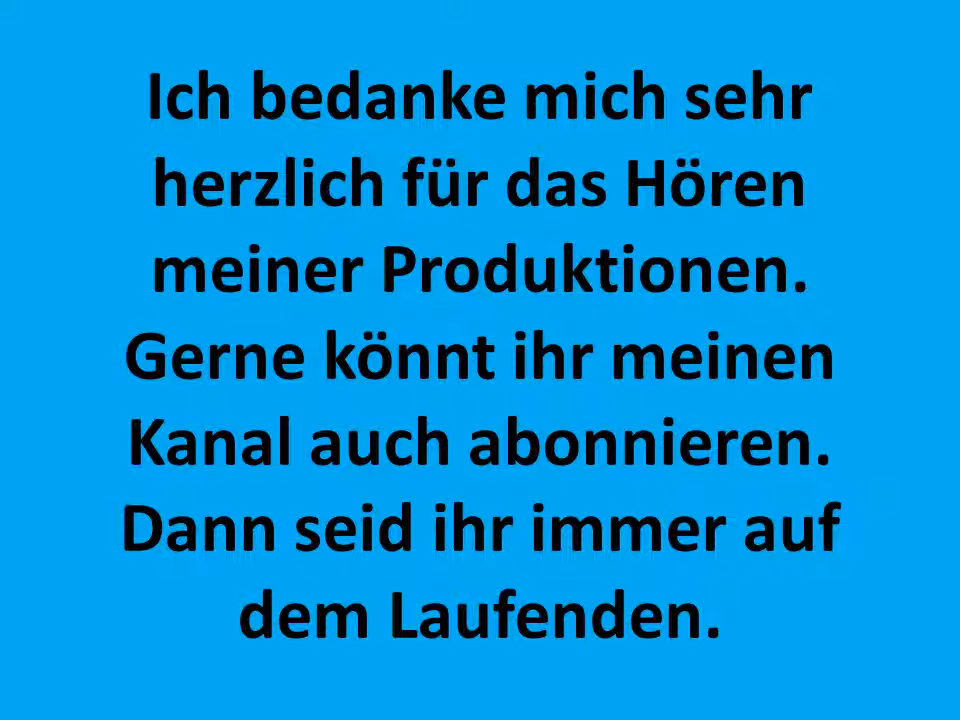 Ich bedanke mich sehr
herzlich für das Hören
meiner Produktionen.
Gerne könnt ihr meinen
Kanal auch abonnieren.
Dann seid ihr immer auf
dem Laufenden.